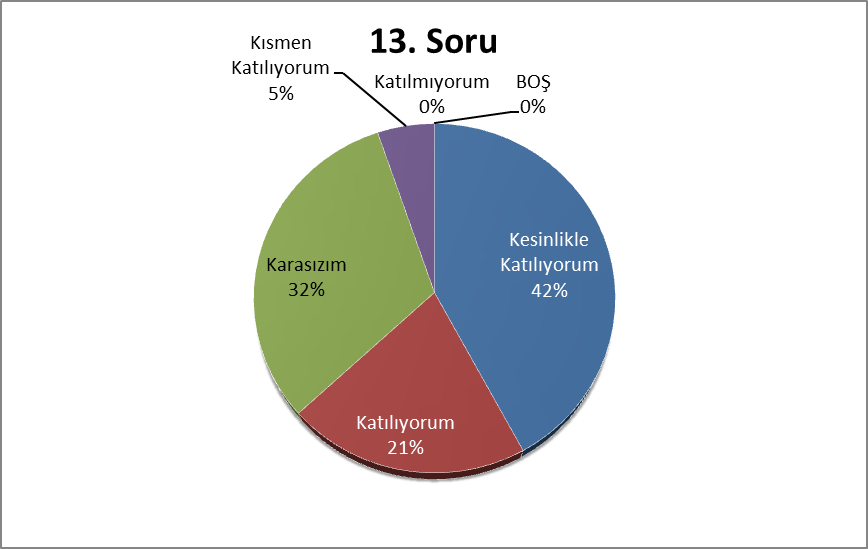 13. Soru
Kısmen
Katılıyorum
5%
Katılmıyorum
0%
BOŞ
0%
Kesinlikle
Katılıyorum
42%
Karasızım
32%
Katılıyorum
21%